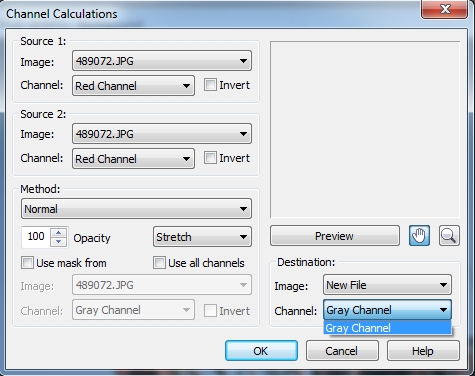 Channel Calculations
Source 1:
Image: 489072.JPG
Channel: Red Channel Invert
Source 2:
Image: 489072.JPG
Channel: Red Channel Invert
Method:
Normal
100 Opacity Stretch
Use mask from Use all channels
Image: 489072.JPG
Channel: Gray Channel Invert
Preview
Destination:
Image: New File
Channel: Gray Channel
Gray Channel
OK Cancel Help